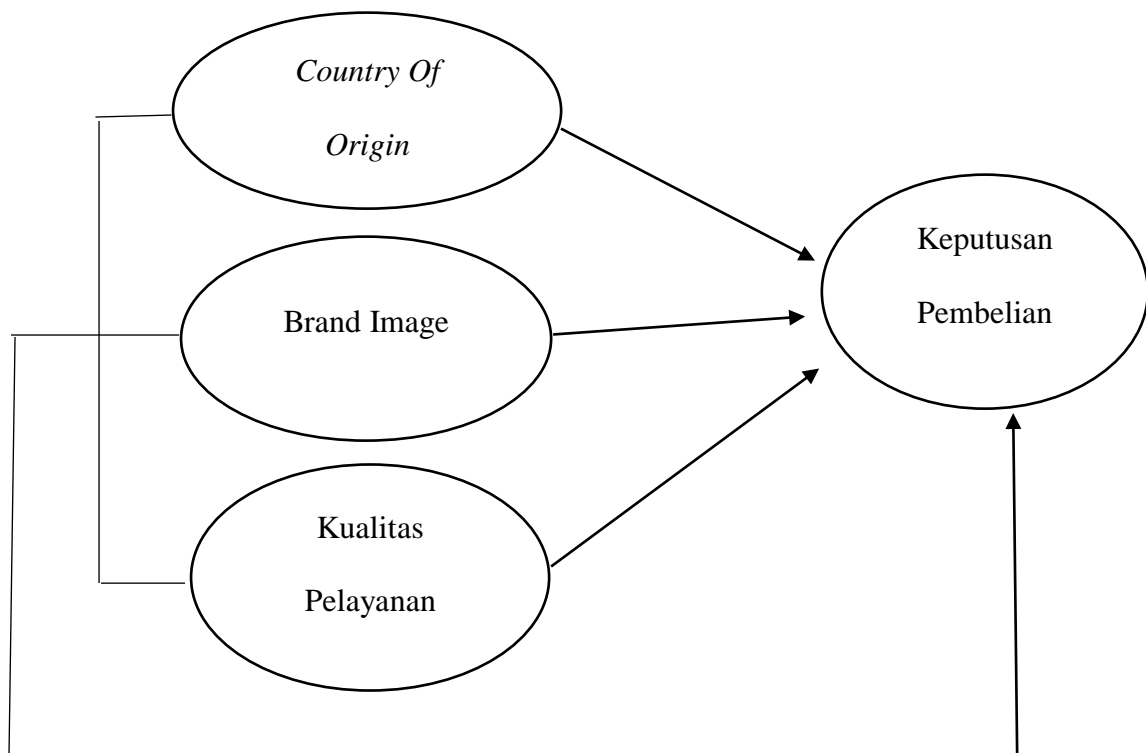 Country Of
Origin
Brand Image
Kualitas
Pelayanan
Keputusan
Pembelian